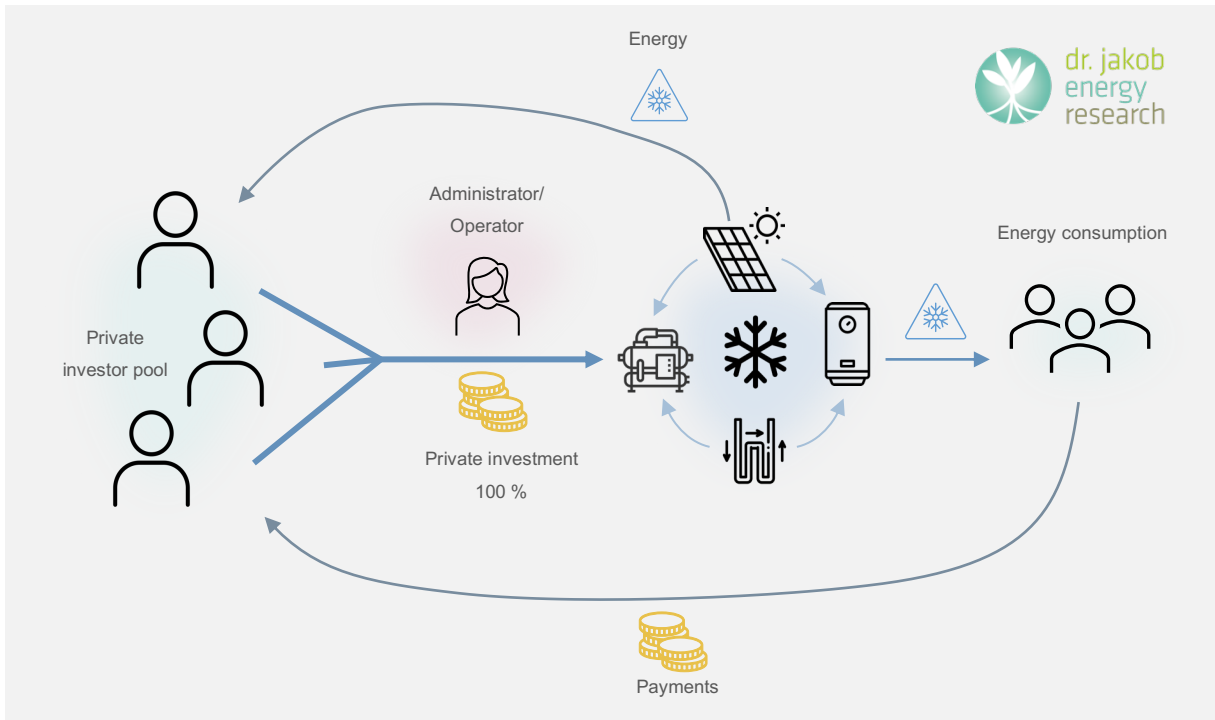 Energy
dr. jakob
energy
research
Administrator/
Operator
Energy consumption
Private
investor pool
Private investment
100 %
Payments